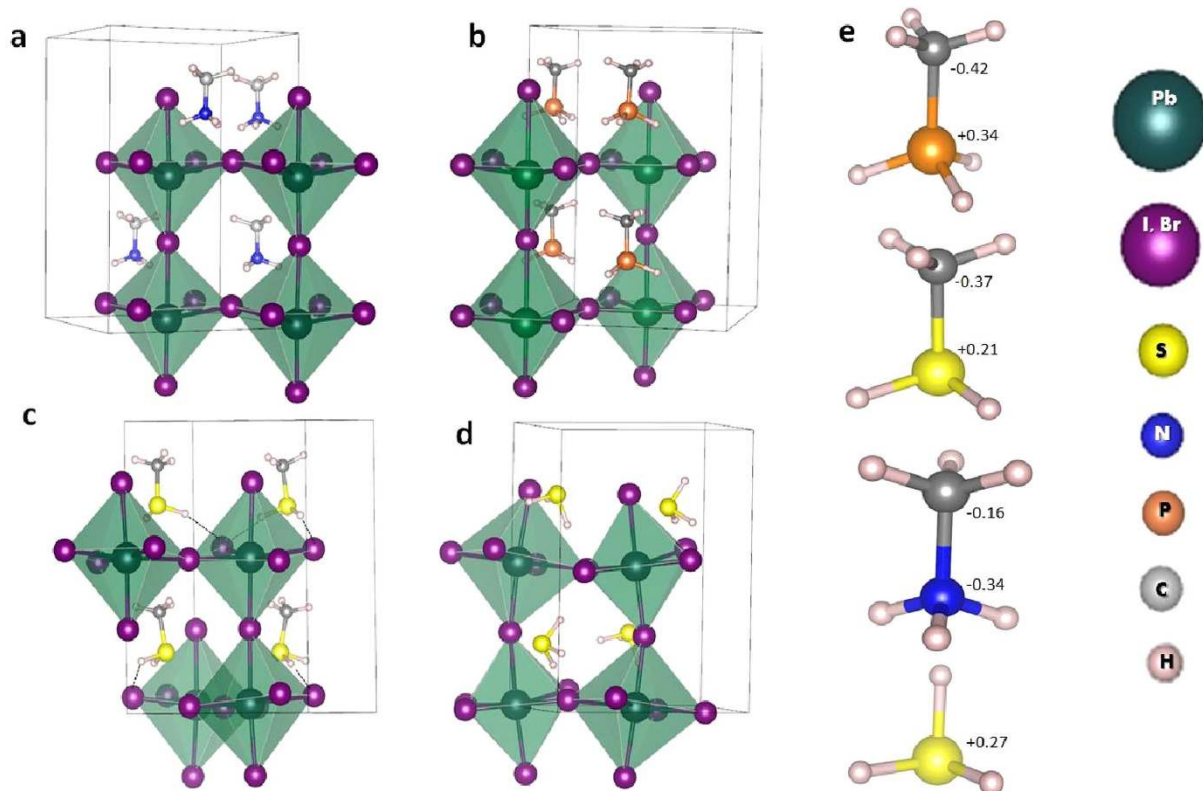 a
b
e
-0.42
+0.34
Pb
I, Br
-0.37
+0.21
S
c
d
N
-0.16
-0.34
P
C
H
+0.27